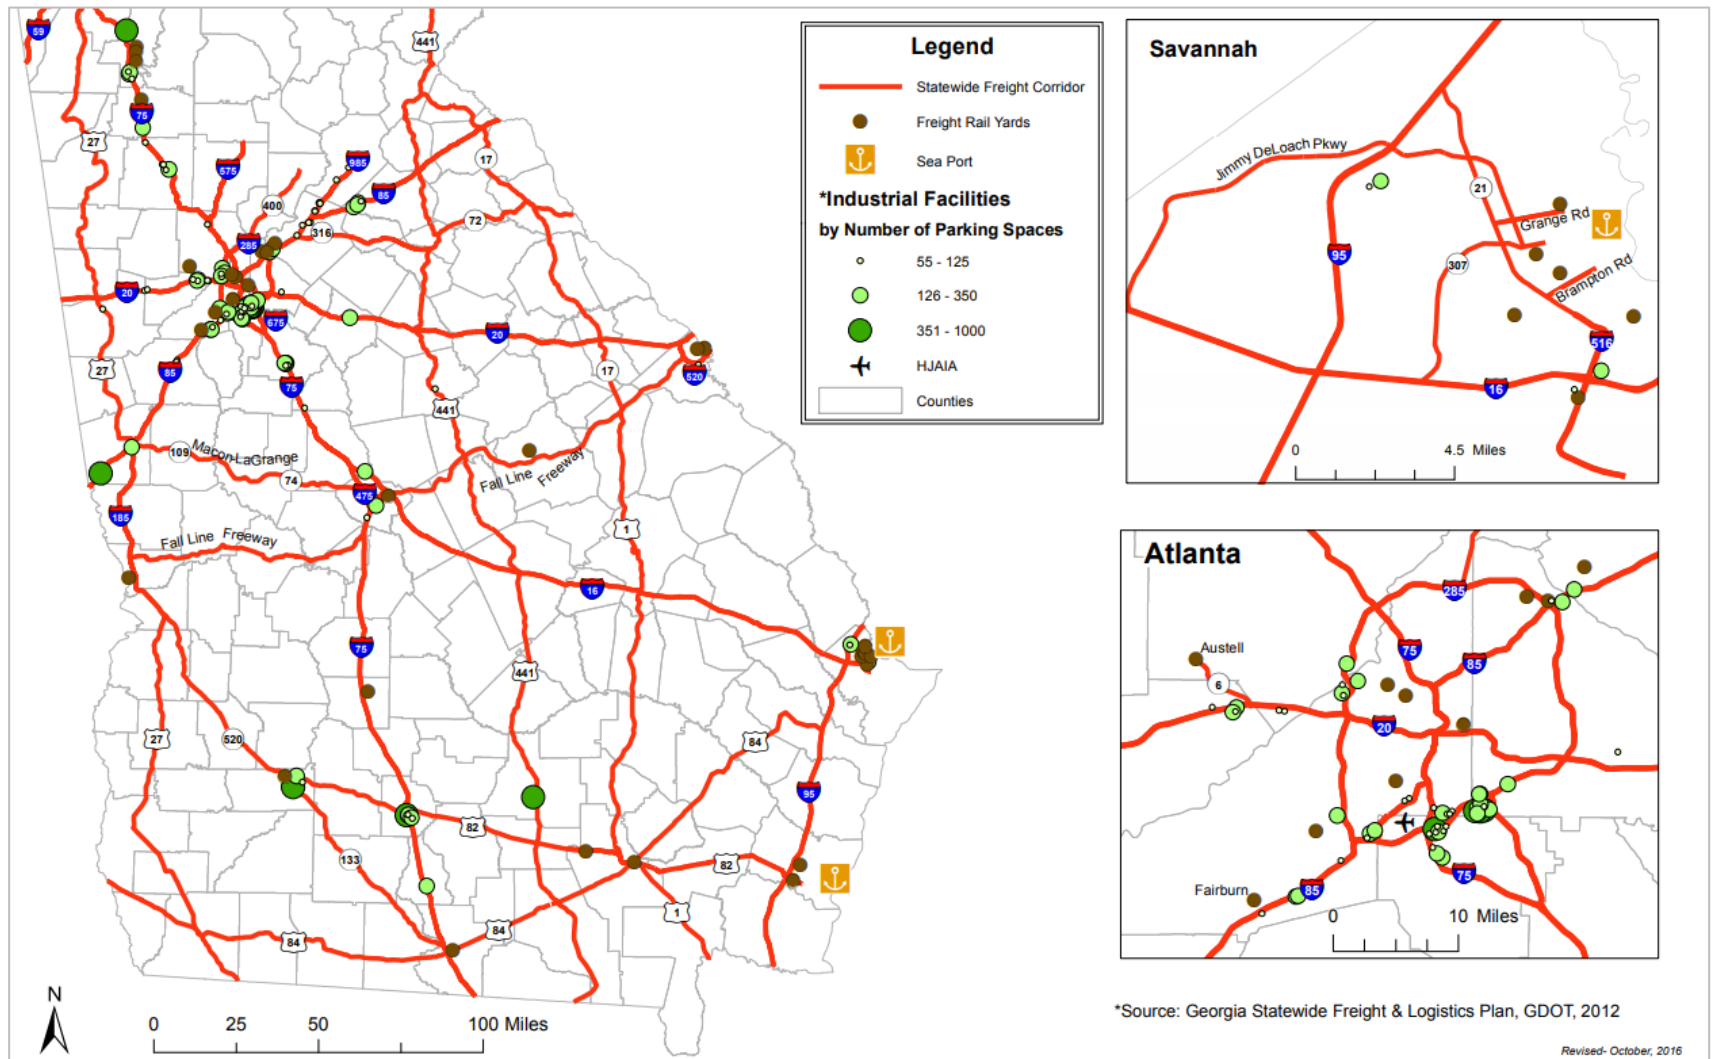 59
441
75
27
17
575
985
85
400
72
316
285
20
675
20
27
85
75
17
520
441
109
Macon-LaGrange
74
475
Fall Line Freeway
185
1
Fall Line Freeway
16
75
441
27
520
84
95
82
133
82
1
84
84
N
0 25 50 100 Miles
Legend
Statewide Freight Corridor
Freight Rail Yards
Sea Port
*Industrial Facilities
by Number of Parking Spaces
55 - 125
126 - 350
351 - 1000
HJAIA
Counties
Savannah
Jimmy DeLoach Pkwy
21
Grange Rd
95
307
Brampton Rd
516
16
0 4.5 Miles
Atlanta
285
Austell
75
85
6
20
75
Fairburn
85
0 10 Miles
*Source: Georgia Statewide Freight & Logistics Plan, GDOT, 2012
Revised- October, 2016